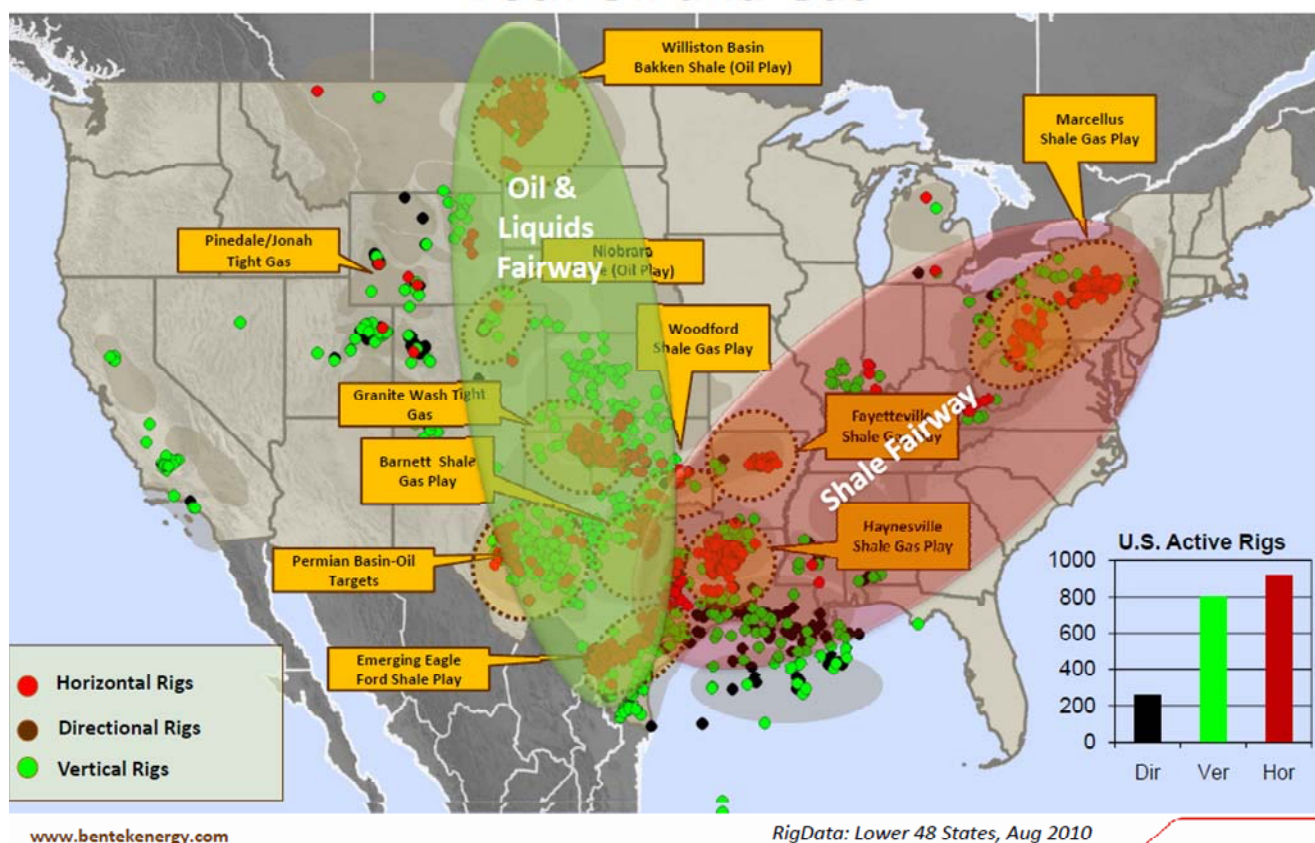 Williston Basin
Bakken Shale (Oil Play)
Marcellus
Shale Gas Play
Oil &
Liquids
Fairway
Pinedale/Jonah
Tight Gas
Niobrara
(Oil Play)
Woodford
Shale Gas Play
Granite Wash Tight
Gas
Fayetteville
Shale Gas Play
Shale Fairway
Barnett Shale
Gas Play
Haynesville
Shale Gas Play
Permian Basin-Oil
Targets
Emerging Eagle
Ford Shale Play
U.S. Active Rigs
1000
800
600
400
200
0
Dir Ver Hor
Horizontal Rigs
Directional Rigs
Vertical Rigs
www.bentekenergy.com
RigData: Lower 48 States, Aug 2010